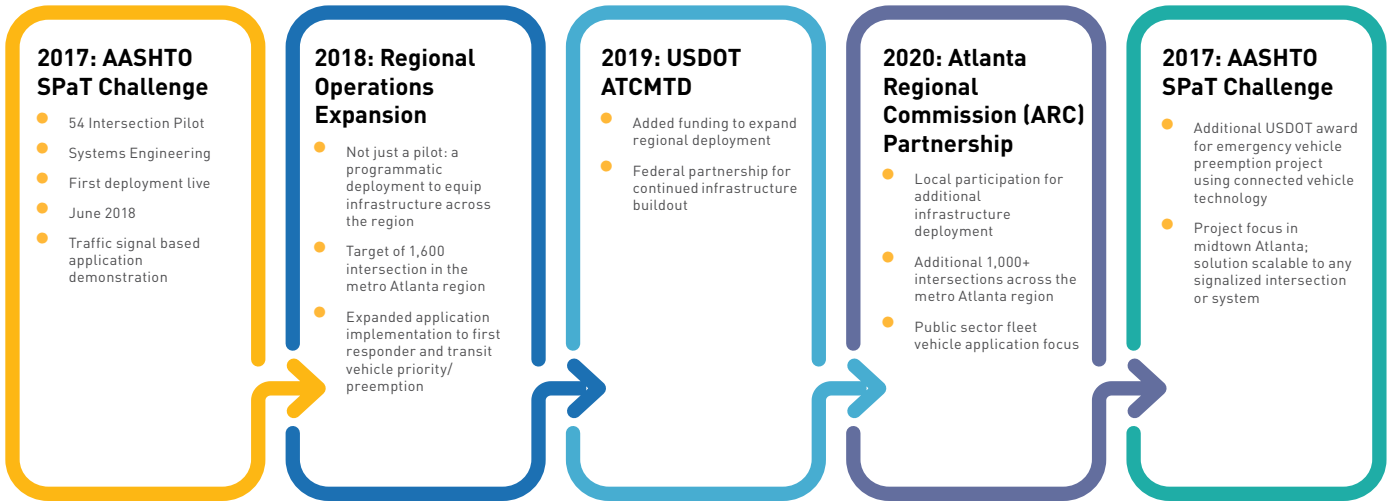 2017: AASHTO
SPaT Challenge
54 Intersection Pilot
Systems Engineering
First deployment live
June 2018
Traffic signal based
application
demonstration
2018: Regional
Operations
Expansion
Not just a pilot: a
programmatic
deployment to equip
infrastructure across
the region
Target of 1,600
intersection in the
metro Atlanta region
Expanded application
implementation to first
responder and transit
vehicle priority/
preemption
2019: USDOT
ATCMTD
Added funding to expand
regional deployment
Federal partnership for
continued infrastructure
buildout
2020: Atlanta
Regional
Commission (ARC)
Partnership
Local participation for
additional
infrastructure
deployment
Additional 1,000+
intersections across the
metro Atlanta region
Public sector fleet
vehicle application focus
2017: AASHTO
SPaT Challenge
Additional USDOT award
for emergency vehicle
preemption project
using connected vehicle
technology
Project focus in
midtown Atlanta;
solution scalable to any
signalized intersection
or system